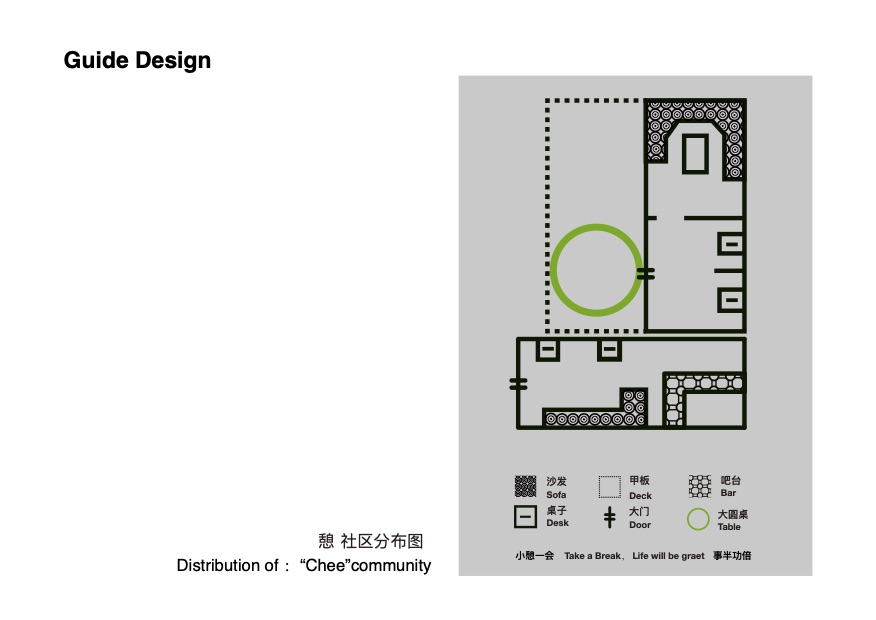 Guide Design
憩 社区分布图
Distribution of： “Chee”community
沙发
Sofa
甲板
Deck
吧台
Bar
桌子
Desk
大门
Door
大圆桌
Table
小憩一会 Take a Break， Life will be graet 事半功倍